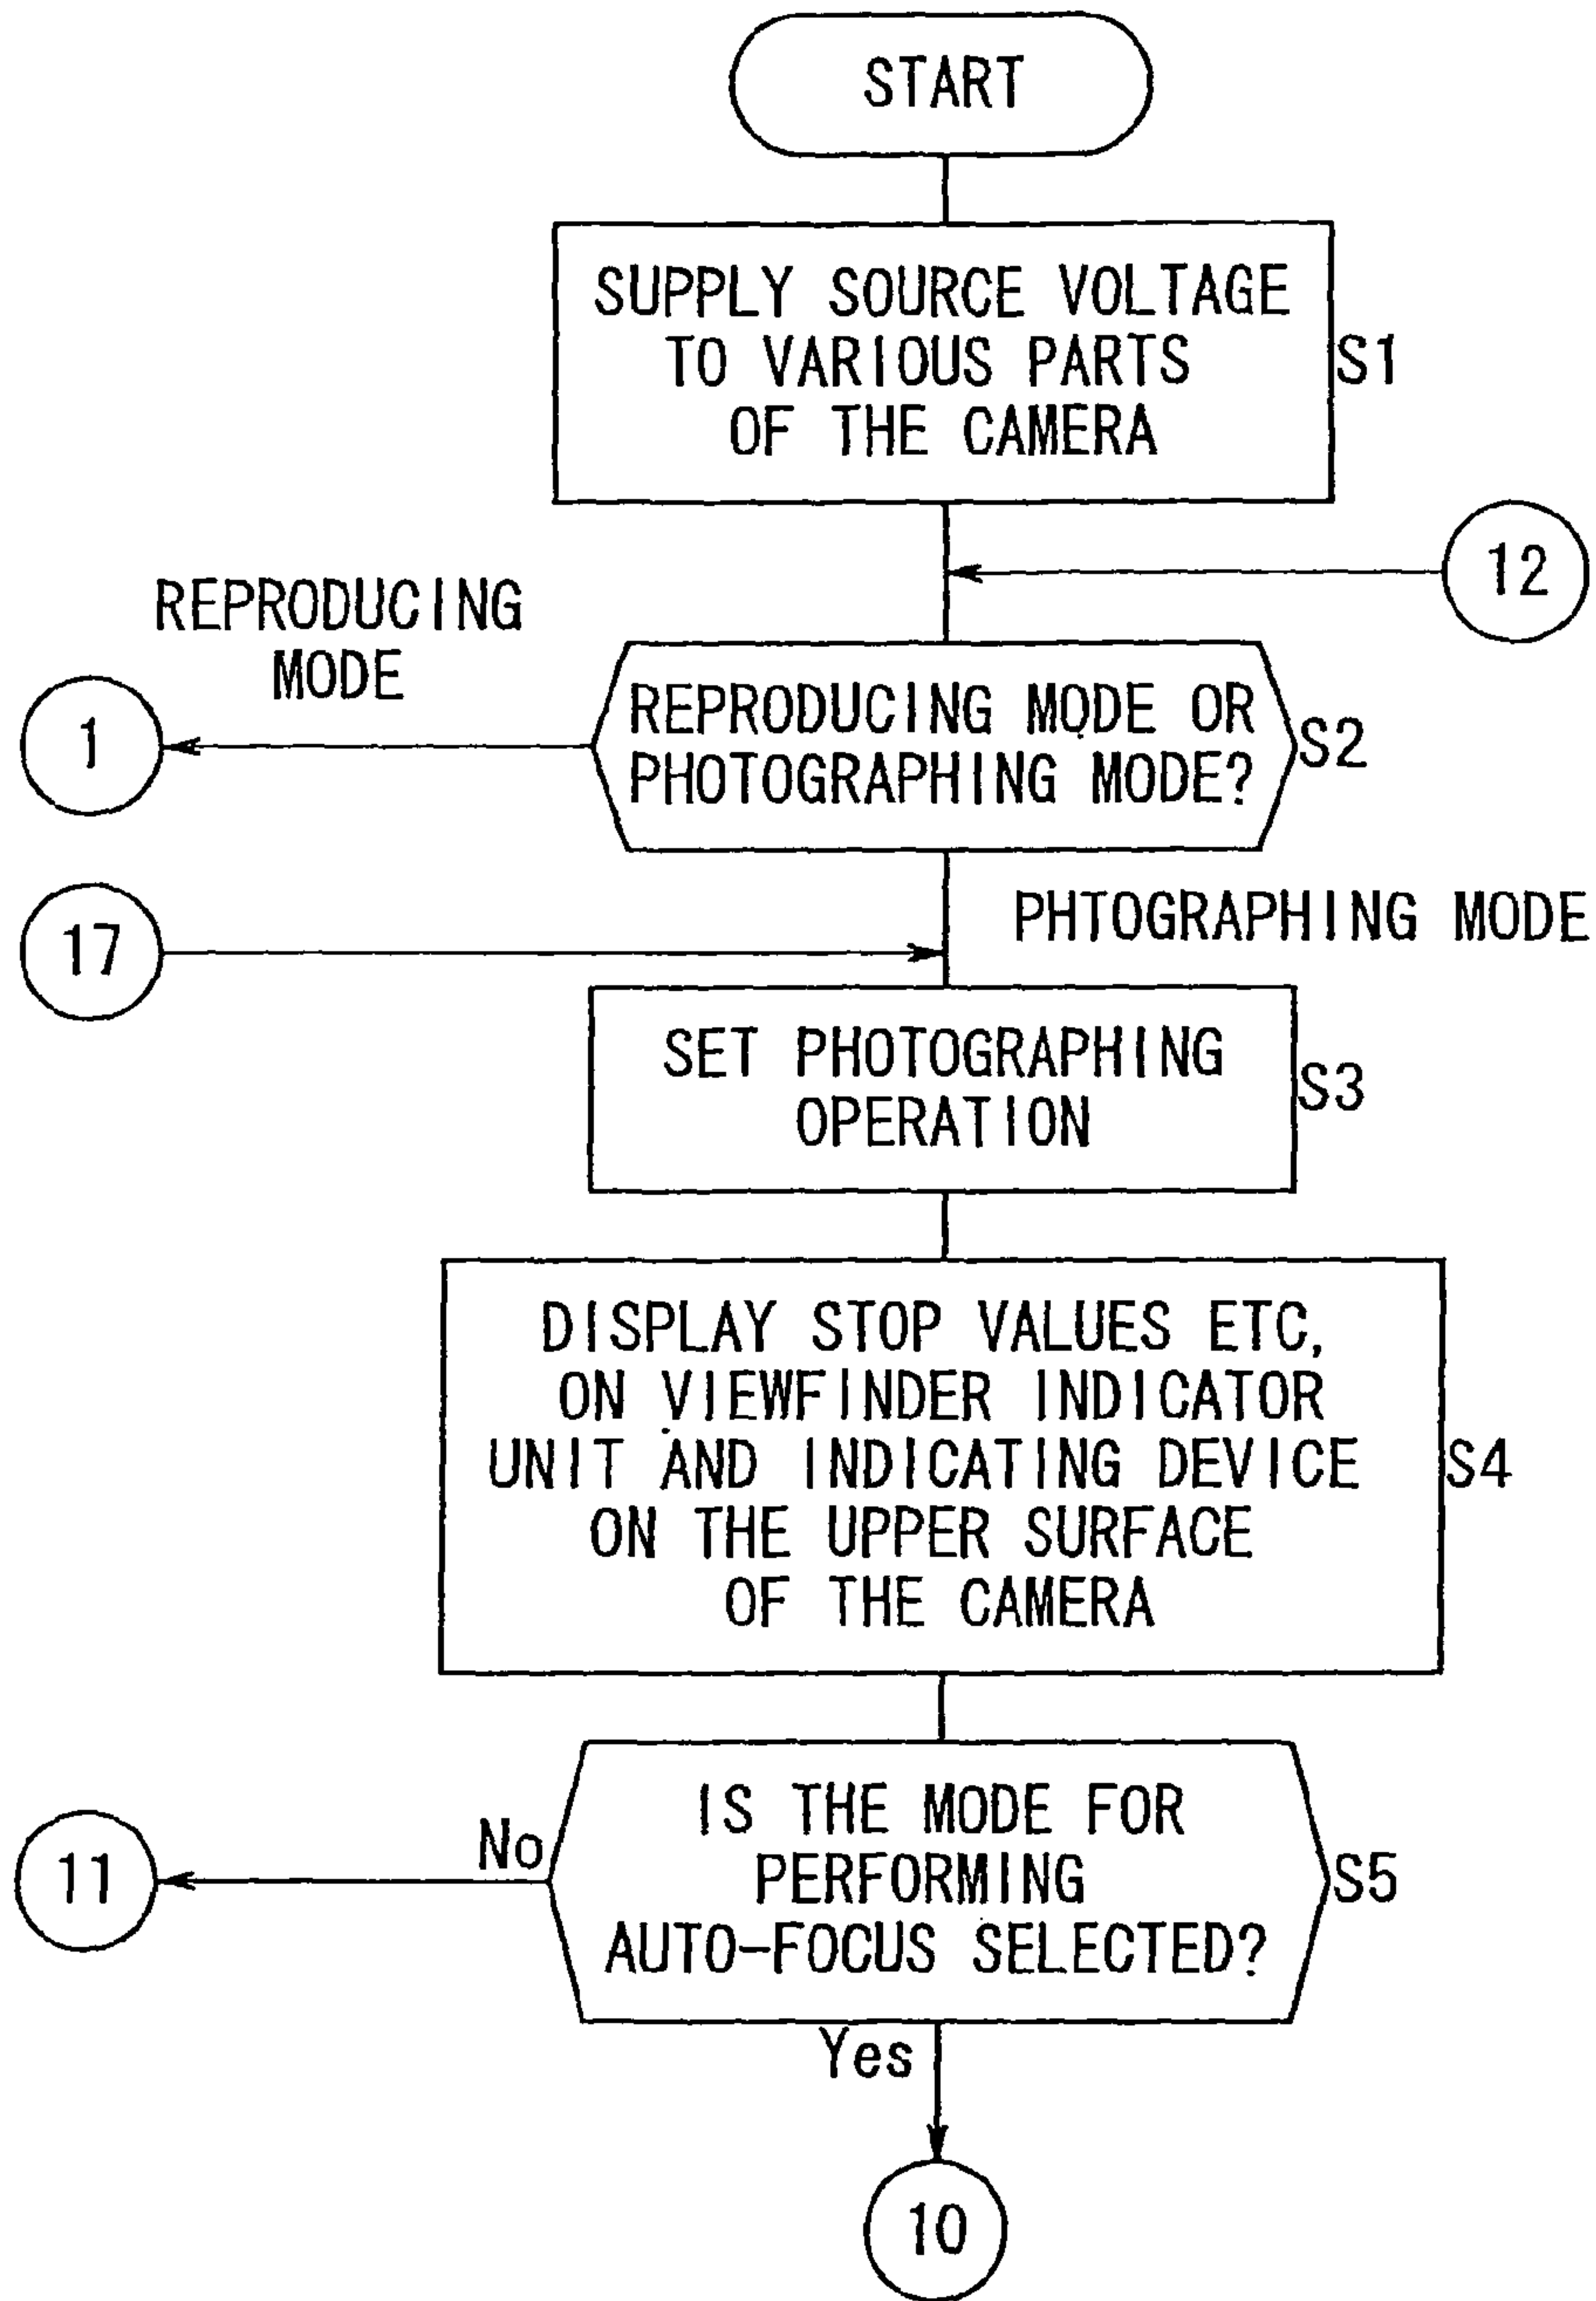 START
SUPPLY SOURCE VOLTAGE
TO VARIOUS PARTS
OF THE CAMERA
S1
12
REPRODUCING
MODE
1
REPRODUCING MODE OR
PHOTOGRAPHING MODE?
S2
PHTOGRAPHING MODE
17
SET PHOTOGRAPHING
OPERATION
S3
DISPLAY STOP VALUES ETC,
ON VIEWFINDER INDICATOR
UNIT AND INDICATING DEVICE
ON THE UPPER SURFACE
OF THE CAMERA
S4
IS THE MODE FOR
PERFORMING
AUTO-FOCUS SELECTED?
S5
No
11
Yes
10